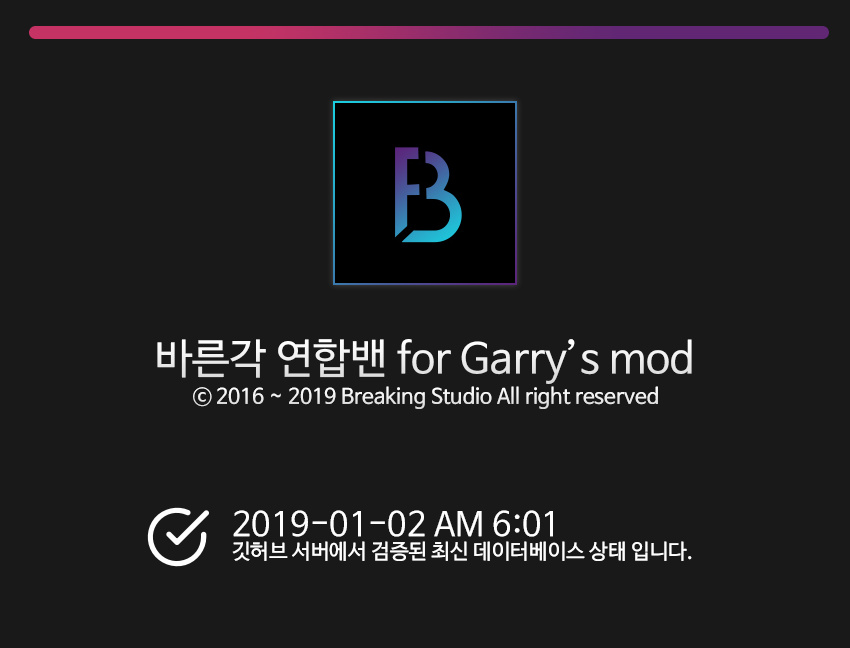 B
바른각 연합밴 for Garry’s mod
ⓒ 2016 ~ 2019 Breaking Studio All right reserved
2019-01-02 AM 6:01
깃허브 서버에서 검증된 최신 데이터베이스 상태 입니다.